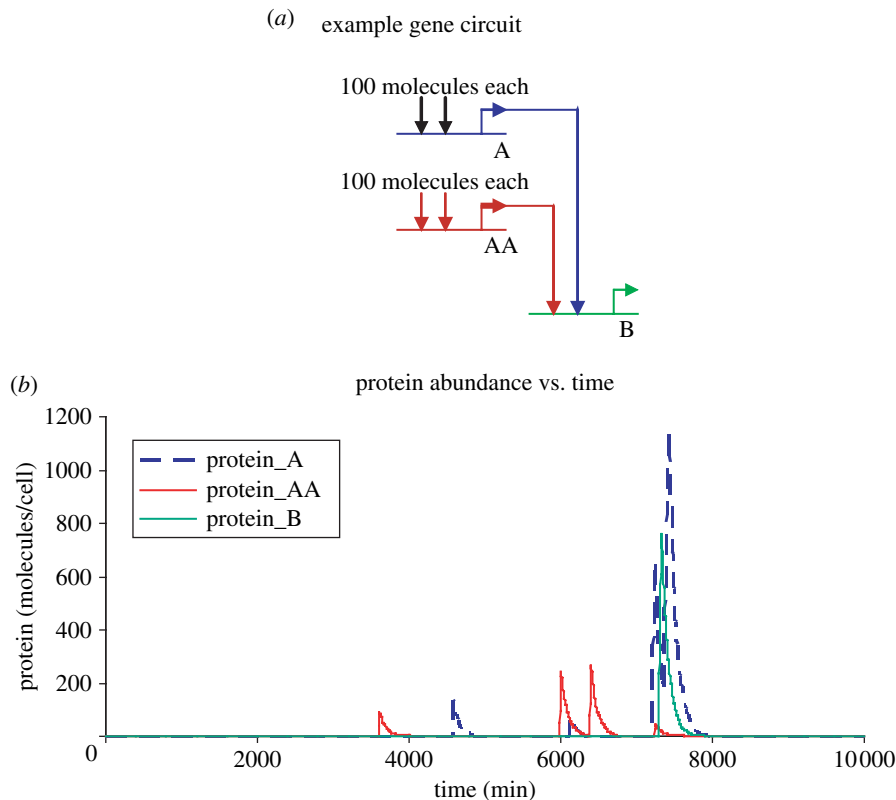 (a) example gene circuit
100 molecules each
A
100 molecules each
AA
B
(b) protein abundance vs. time
1200
1000
800
600
400
200
0
protein (molecules/cell)
protein_A
protein_AA
protein_B
0 2000 4000 6000 8000 10000
time (min)